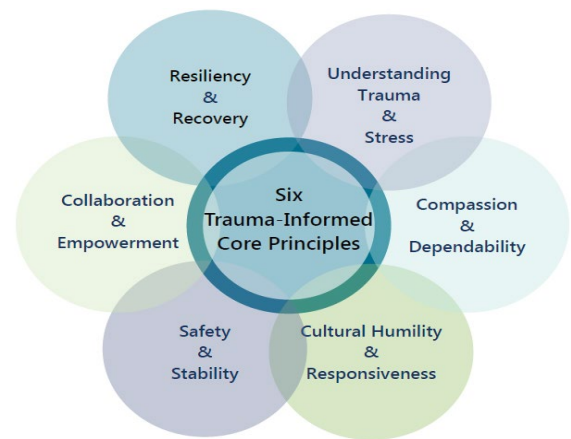 Resiliency
&
Recovery
Understanding
Trauma
&
Stress
Collaboration
&
Empowerment
Six
Trauma-Informed
Core Principles
Compassion
&
Dependability
Safety
&
Stability
Cultural Humility
&
Responsiveness